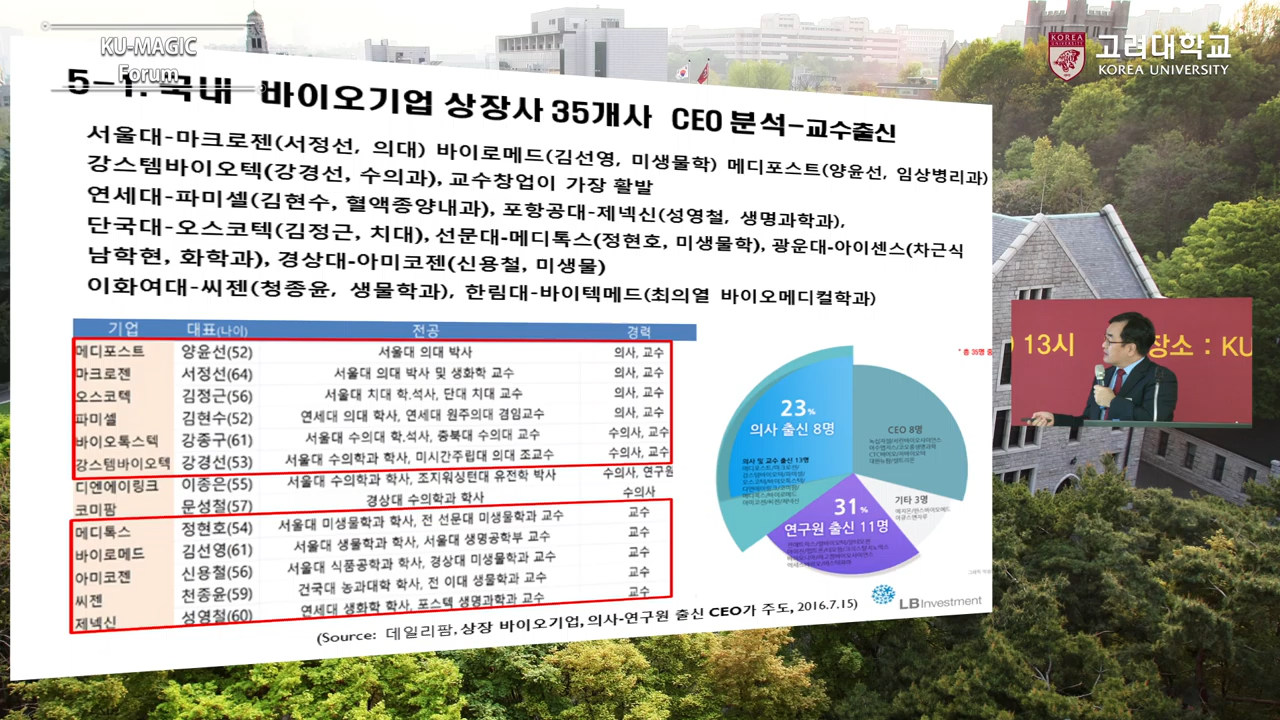 KU-MAGIC
Forum
고려대학교
KOREA UNIVERSITY
5-1. 국내 바이오기업 상장사 35개사 CEO 분석-교수출신
서울대-마크로젠(서정선, 의대) 바이로메드(김선영, 미생물학) 메디포스트(양윤선, 임상병리과)
강스템바이오텍(강경선, 수의과), 교수창업이 가장 활발
연세대-파미셀(김현수, 혈액종양내과), 포항공대-제넥신(성영철, 생명과학과),
단국대-오스코텍(김정근, 치대), 선문대-메디톡스(정현호, 미생물학), 광운대-아이센스(차근식
남학현, 화학과), 경상대-아미코젠(신용철, 미생물)
이화여대-씨젠(청종윤, 생물학과), 한림대-바이텍메드(최의열 바이오메디컬학과)
기업 대표(나이) 전공 경력
메디포스트 양윤선(52) 서울대 의대 박사 의사, 교수
마크로젠 서정선(64) 서울대 의대 박사 및 생화학 교수 의사, 교수
오스코텍 김정근(56) 서울대 치대 학.석사, 단대 치대 교수 의사, 교수
파미셀 김현수(52) 연세대 의대 학사, 연세대 원주의대 겸임교수 의사, 교수
바이오톡스텍 강종구(61) 서울대 수의대 학.석사, 충북대 수의대 교수 수의사, 교수
강스템바이오텍 강경선(53) 서울대 수의학과 학사, 미시간주립대 의대 조교수 수의사, 교수
디엔에이링크 이종은(55) 서울대 수의학과 학사, 조지워싱턴대 유전학 박사 수의사, 연구원
코미팜 문성철(57) 경상대 수의학과 학사 수의사
메디톡스 정현호(54) 서울대 미생물학과 학사, 전 선문대 미생물학과 교수 교수
바이로메드 김선영(61) 서울대 생물학과 학사, 서울대 생명공학부 교수 교수
아미코젠 신용철(56) 서울대 식품공학과 학사, 경상대 미생물학과 교수 교수
씨젠 천종윤(59) 건국대 농과대학 학사, 전 이대 생물학과 교수 교수
제넥신 성영철(60) 연세대 생화학 학사, 포스텍 생명과학과 교수 교수
(Source: 데일리팜, 상장 바이오기업, 의사-연구원 출신 CEO가 주도, 2016.7.15)
* 총 35명 중
23%
의사 출신 8명
의사 및 교수 출신 13명
CEO 8명
기타 3명
31%
연구원 출신 11명
LB Investment
13시
장소 : KU